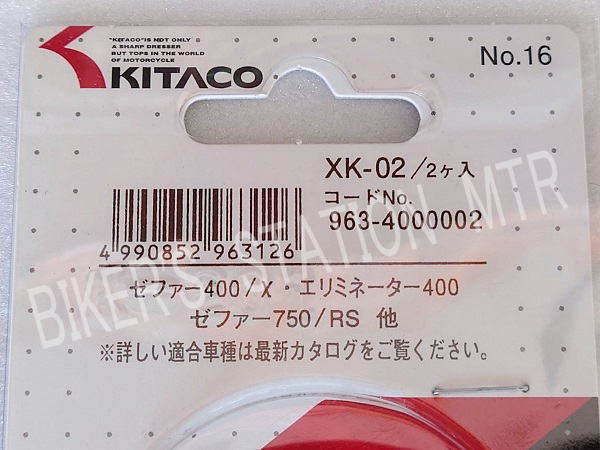 "KITACO" IS NOT ONLY
A SHARP DRESSER
BUT TOPS IN THE WORLD
OF MOTORCYCLE
KITACO
No.16
XK-02/2ヶ入
コードNo.
963-4000002
4 990852 963126
ゼファー400/χ・エリミネーター400
ゼファー750/RS 他
※詳しい適合車種は最新カタログをご覧ください。
BIKER'S STATION MTR